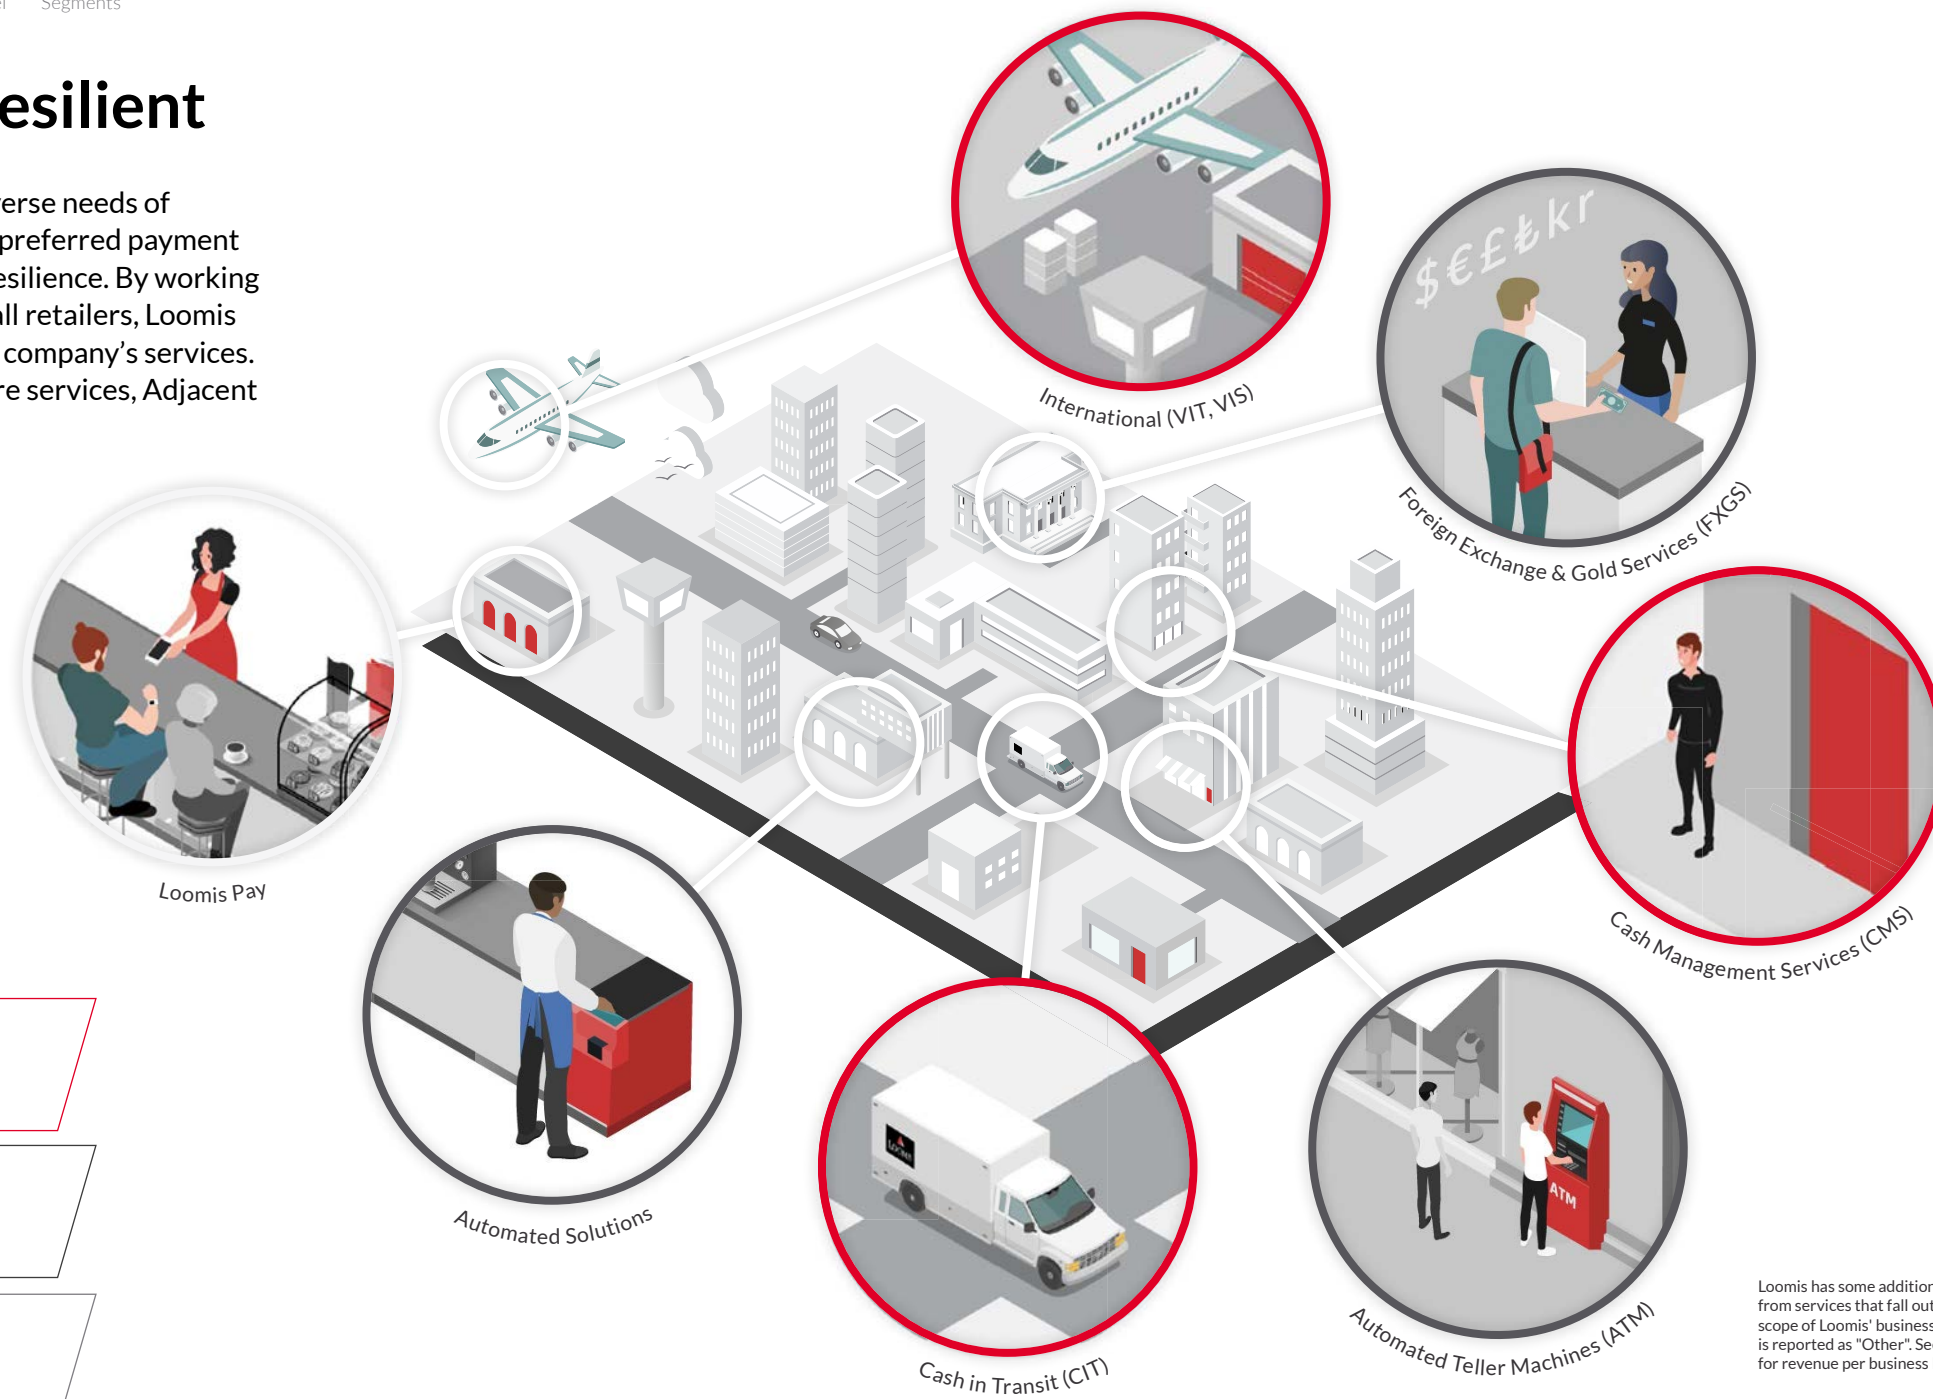 Segments
esilient
erse needs of
preferred payment
esilience. By working
all retailers, Loomis
company’s services.
re services, Adjacent
$€££kr
International (VIT, VIS)
Foreign Exchange & Gold Services (FXGS)
Loomis Pay
Cash Management Services (CMS)
Automated Solutions
LOOMIS
Cash in Transit (CIT)
ATM
Automated Teller Machines (ATM)
Loomis has some addition
from services that fall out
scope of Loomis' business
is reported as "Other". Se
for revenue per business